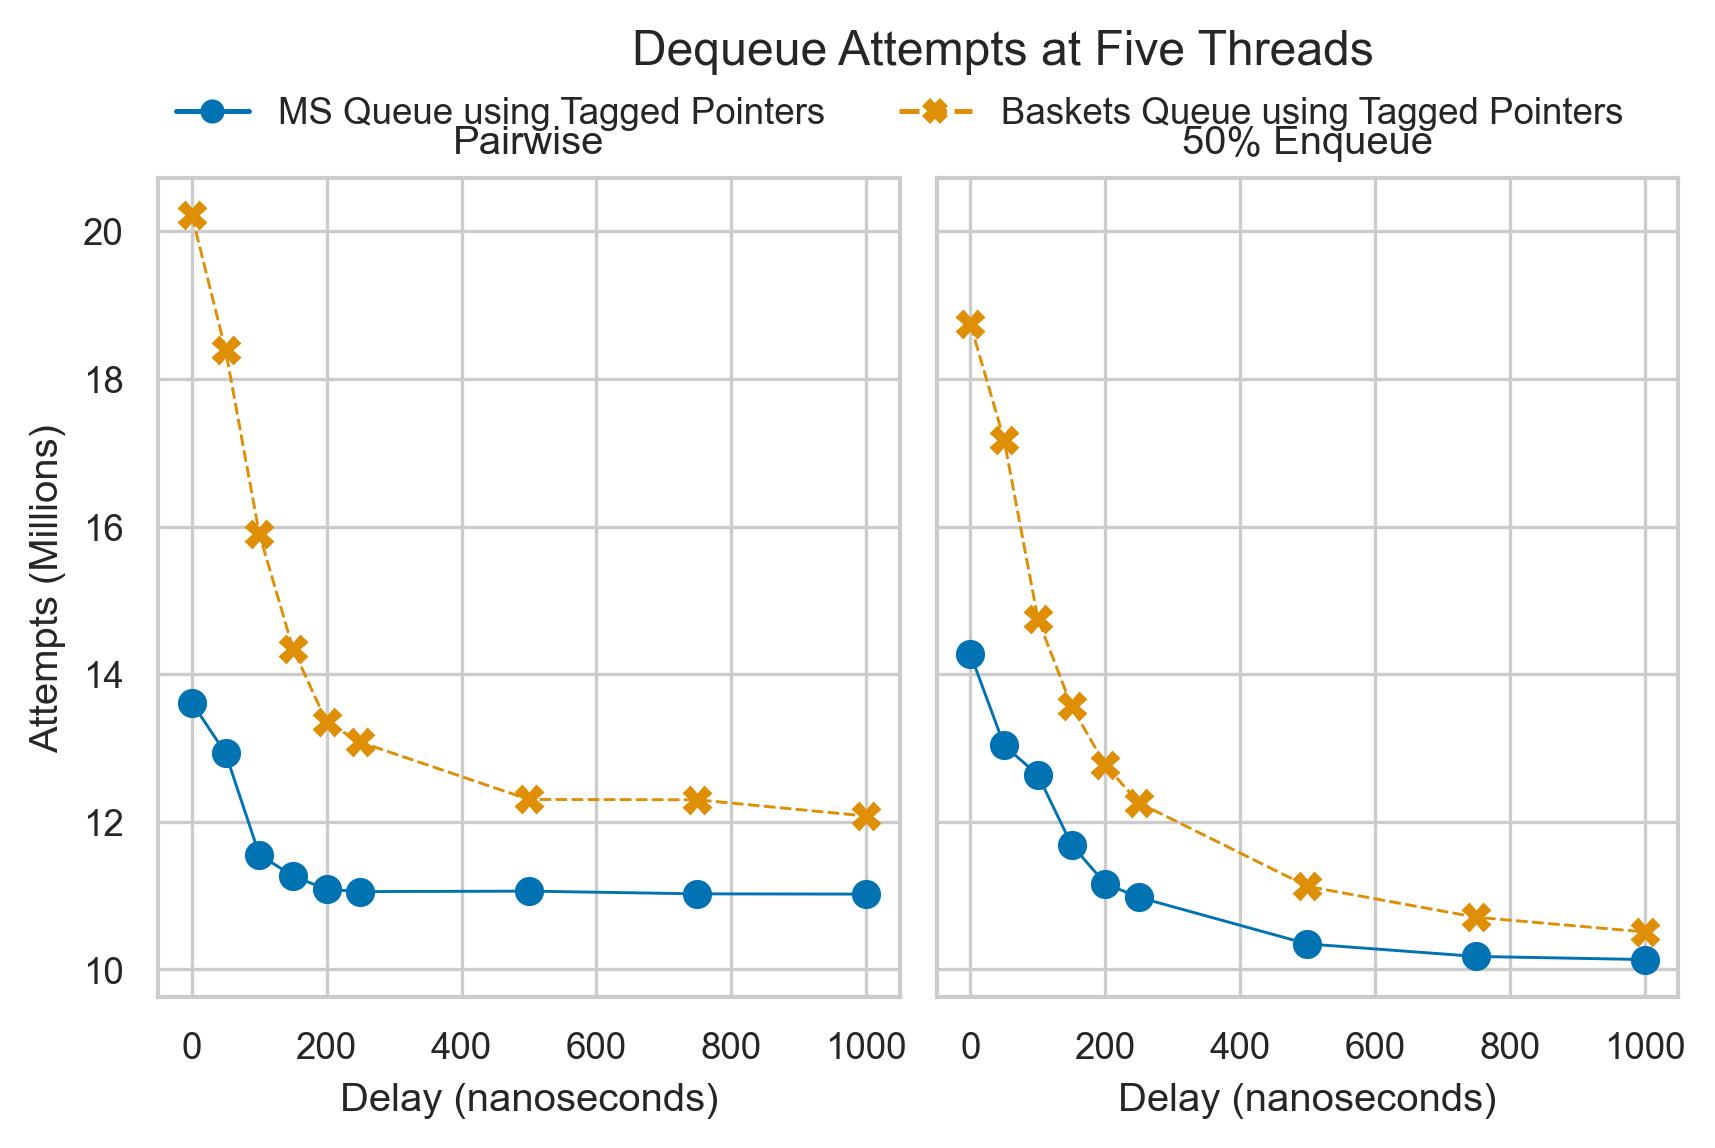 Dequeue Attempts at Five Threads
MS Queue using Tagged Pointers
Baskets Queue using Tagged Pointers
Pairwise
50% Enqueue
Attempts (Millions)
20
18
16
14
12
10
0 200 400 600 800 1000
0 200 400 600 800 1000
Delay (nanoseconds)
Delay (nanoseconds)